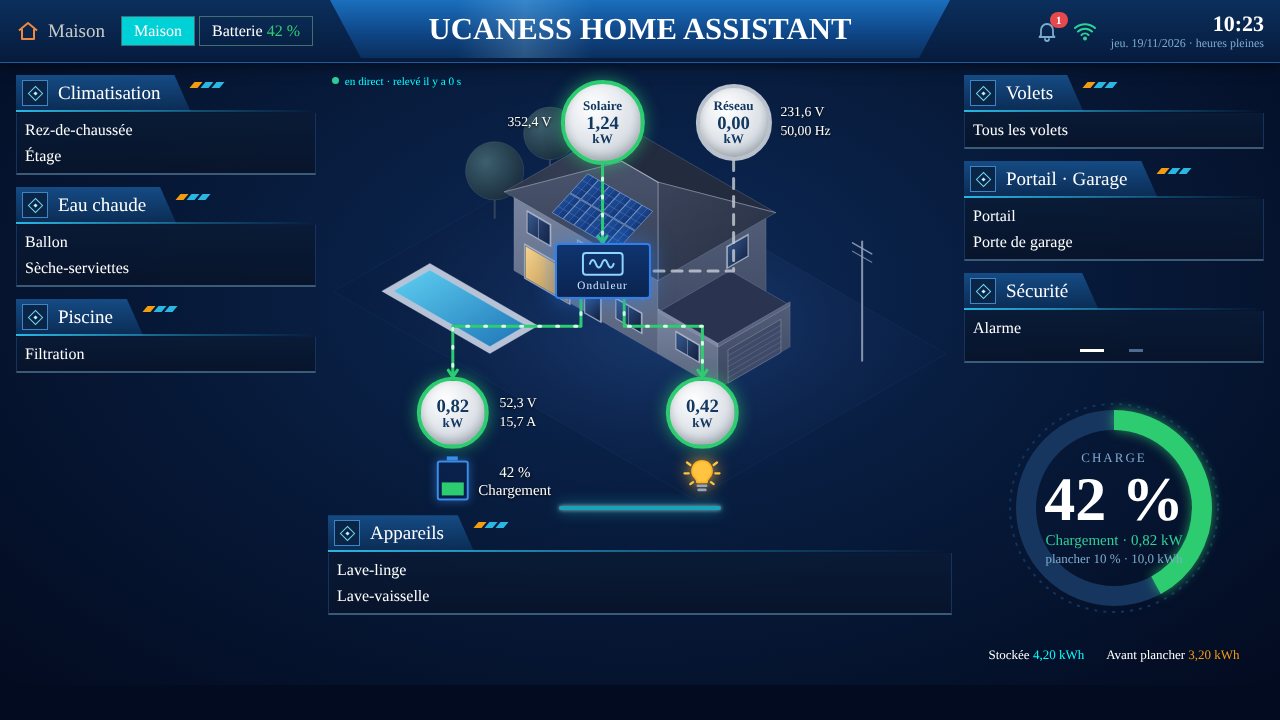 Maison
Maison
Batterie 42 %
UCANESS HOME ASSISTANT
1
10:23
jeu. 19/11/2026 · heures pleines
Climatisation
Rez-de-chaussée
Étage
Eau chaude
Ballon
Sèche-serviettes
Piscine
Filtration
en direct · relevé il y a 0 s
352,4 V
Solaire
1,24
kW
Réseau
0,00
kW
231,6 V
50,00 Hz
Onduleur
0,82
kW
52,3 V
15,7 A
0,42
kW
42 %
Chargement
Appareils
Lave-linge
Lave-vaisselle
Volets
Tous les volets
Portail · Garage
Portail
Porte de garage
Sécurité
Alarme
CHARGE
42 %
Chargement · 0,82 kW
plancher 10 % · 10,0 kWh
Stockée 4,20 kWh
Avant plancher 3,20 kWh